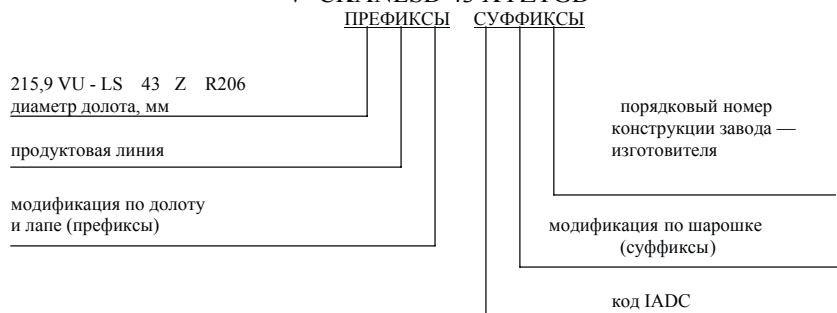 ПРЕФИКСЫ СУФФИКСЫ
215,9 VU - LS 43 Z R206
диаметр долота, мм
порядковый номер
конструкции завода —
изготовителя
продуктовая линия
модификация по долоту
и лапе (префиксы)
модификация по шарошке
(суффиксы)
код IADC